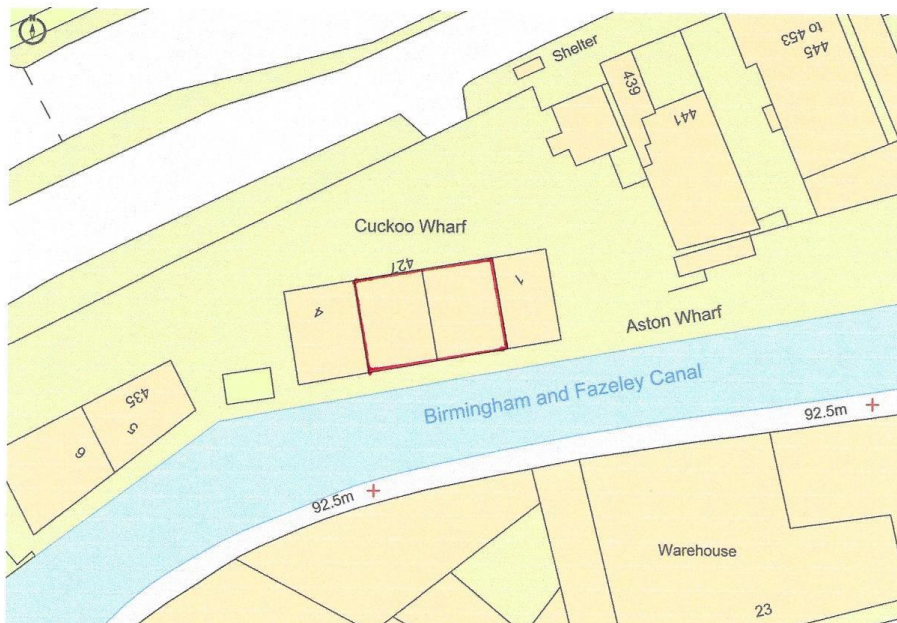 N
Shelter
439
441
445
to 453
Cuckoo Wharf
427
4
1
Aston Wharf
Birmingham and Fazeley Canal
92.5m
435
5
6
92.5m
Warehouse
23